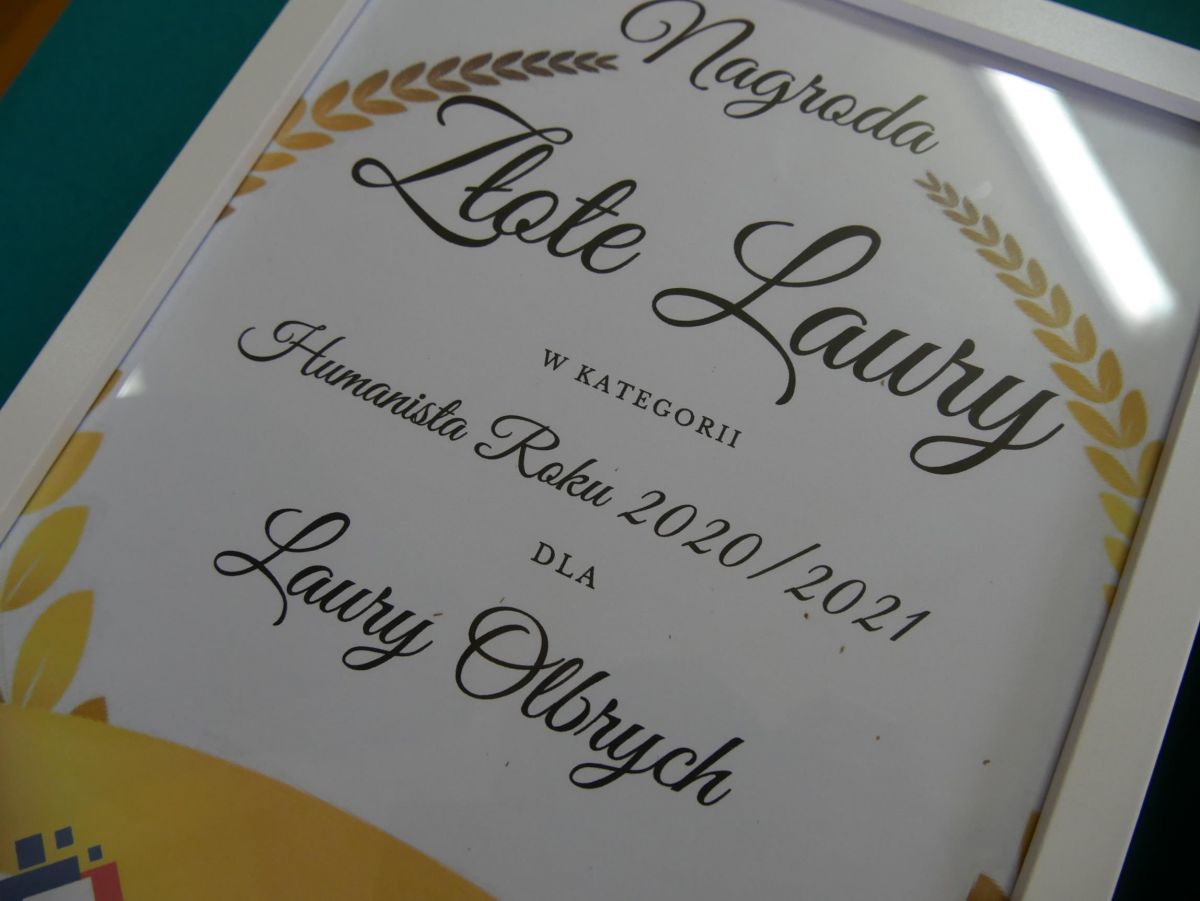 Nagroda
Złote Laury
W KATEGORII
Humanista Roku 2020/2021
DLA
Laury Olbrych